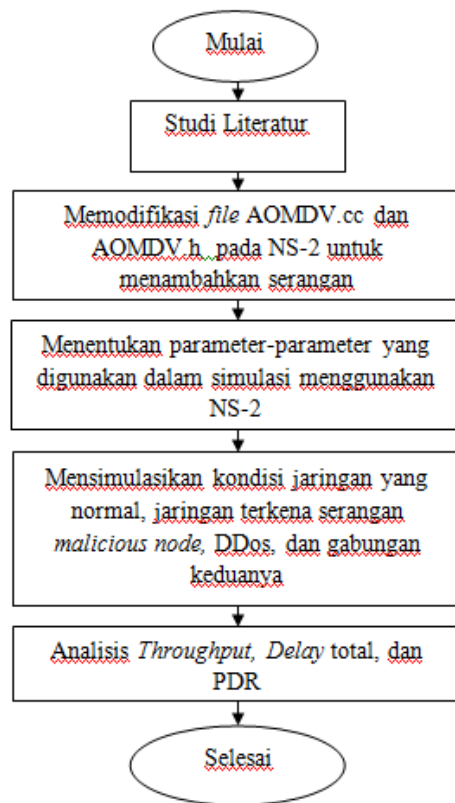 Mulai
Studi Literatur
Memodifikasi file AOMDV.cc dan
AOMDV.h pada NS-2 untuk
menambahkan serangan
Menentukan parameter-parameter yang
digunakan dalam simulasi menggunakan
NS-2
Mensimulasikan kondisi jaringan yang
normal, jaringan terkena serangan
malicious node, DDos, dan gabungan
keduanya
Analisis Throughput, Delay total, dan
PDR
Selesai